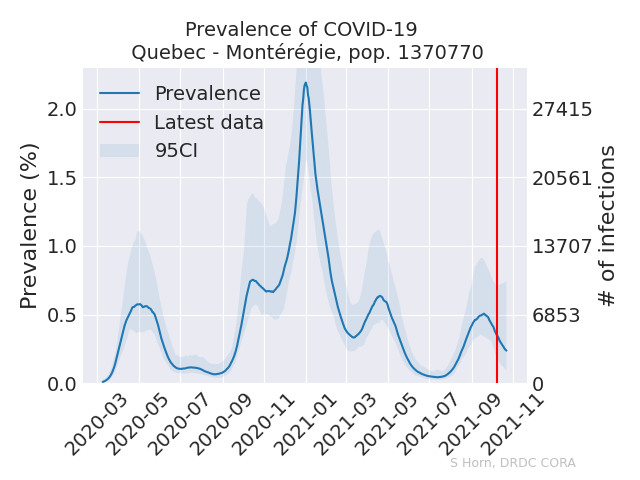 Prevalence of COVID-19
Quebec - Montérégie, pop. 1370770
Prevalence
Latest data
95CI
Prevalence (%)
2.0
1.5
1.0
0.5
0.0
27415
20561
13707
6853
0
# of infections
2020-03
2020-05
2020-07
2020-09
2020-11
2021-01
2021-03
2021-05
2021-07
2021-09
2021-11
S Horn, DRDC CORA